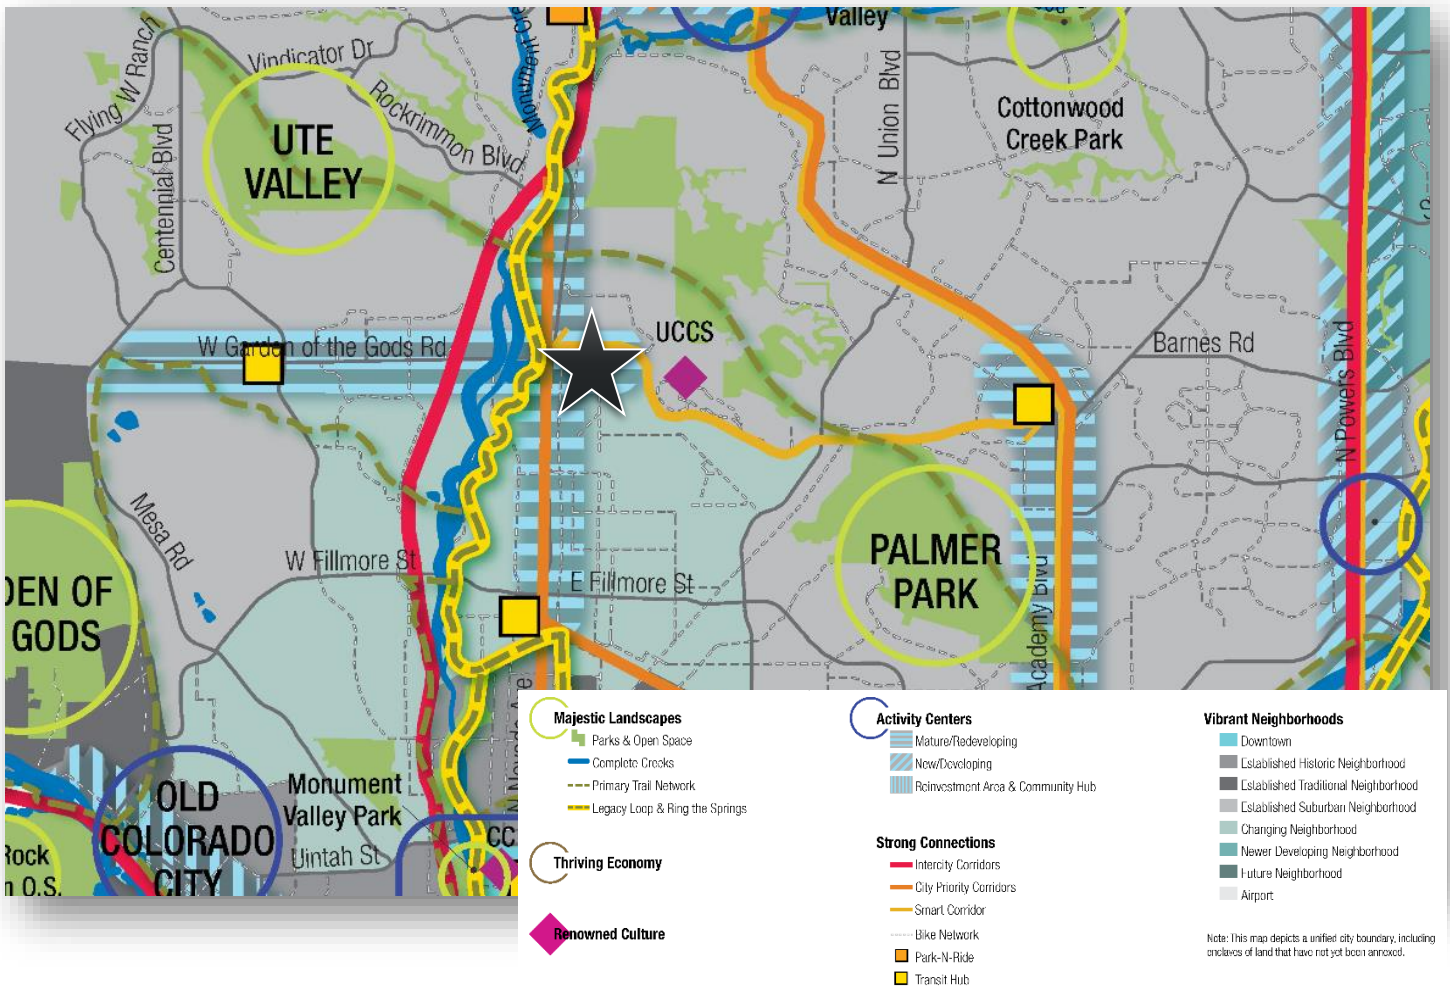 Valley
Flying W Ranch
Vindicator Dr
Monument Cre
N Union Blvd
Rockrimmon Blvd
Cottonwood
Creek Park
UTE
VALLEY
Centennial Blvd
W Garden of the Gods Rd
UCCS
Barnes Rd
N Powers Blvd
Mesa Rd
W Fillmore St
E Fillmore St
PALMER
PARK
Academy Blvd
DEN OF
GODS
N Nevada Ave
OLD
COLORADO
CITY
Monument
Valley Park
Uintah St
CC
Rock
n O.S.
Majestic Landscapes
Parks & Open Space
Complete Creeks
Primary Trail Network
Legacy Loop & Ring the Springs
Thriving Economy
Renowned Culture
Activity Centers
Mature/Redeveloping
New/Developing
Reinvestment Area & Community Hub
Strong Connections
Intercity Corridors
City Priority Corridors
Smart Corridor
Bike Network
Park-N-Ride
Transit Hub
Vibrant Neighborhoods
Downtown
Established Historic Neighborhood
Established Traditional Neighborhood
Established Suburban Neighborhood
Changing Neighborhood
Newer Developing Neighborhood
Future Neighborhood
Airport
Note: This map depicts a unified city boundary, including
enclaves of land that have not yet been annexed.